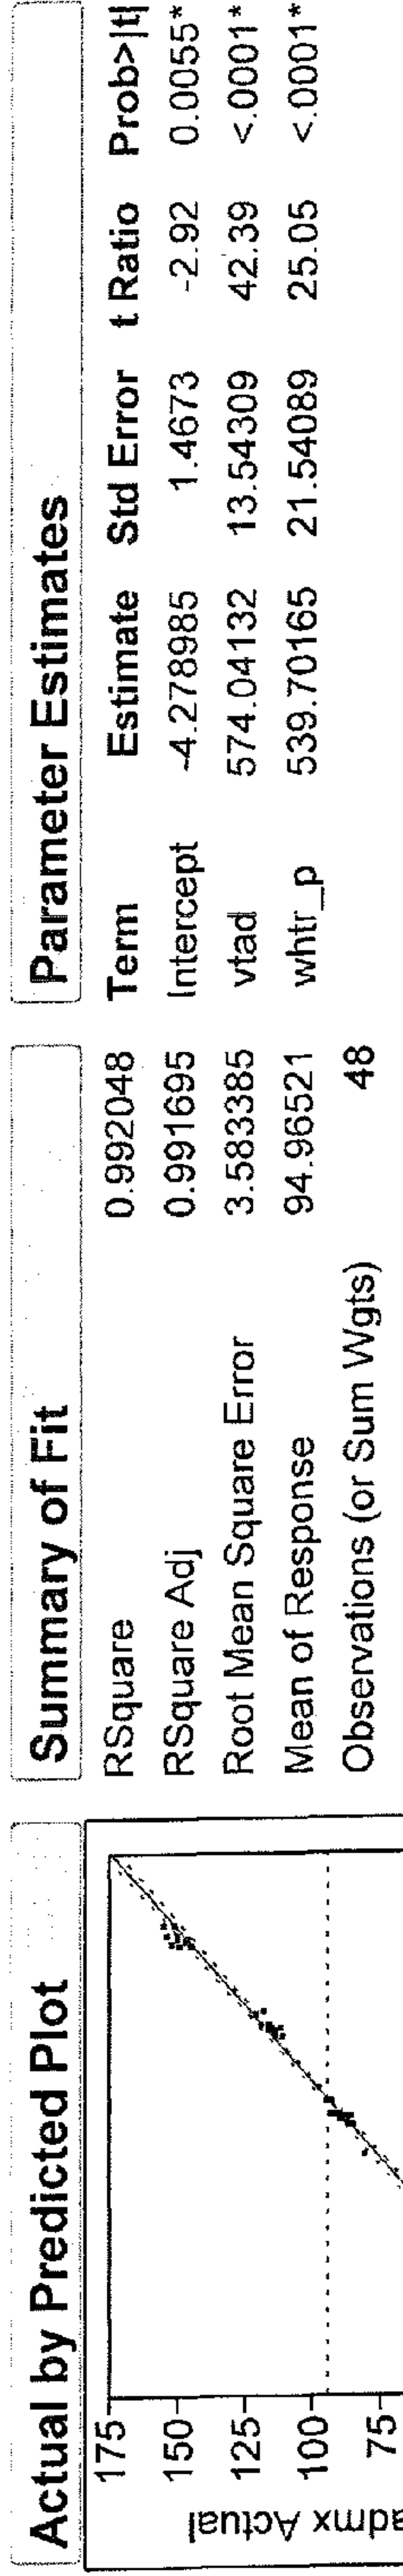 Actual by Predicted Plot
175
150
125
100
75
admx Actual
Summary of Fit
RSquare 0.992048
RSquare Adj 0.991695
Root Mean Square Error 3.583385
Mean of Response 94.96521
Observations (or Sum Wgts) 48
Parameter Estimates
Term Estimate Std Error t Ratio Prob>|t|
Intercept -4.278985 1.4673 -2.92 0.0055*
vtad 574.04132 13.54309 42.39 <.0001*
whtr_p 539.70165 21.54089 25.05 <.0001*